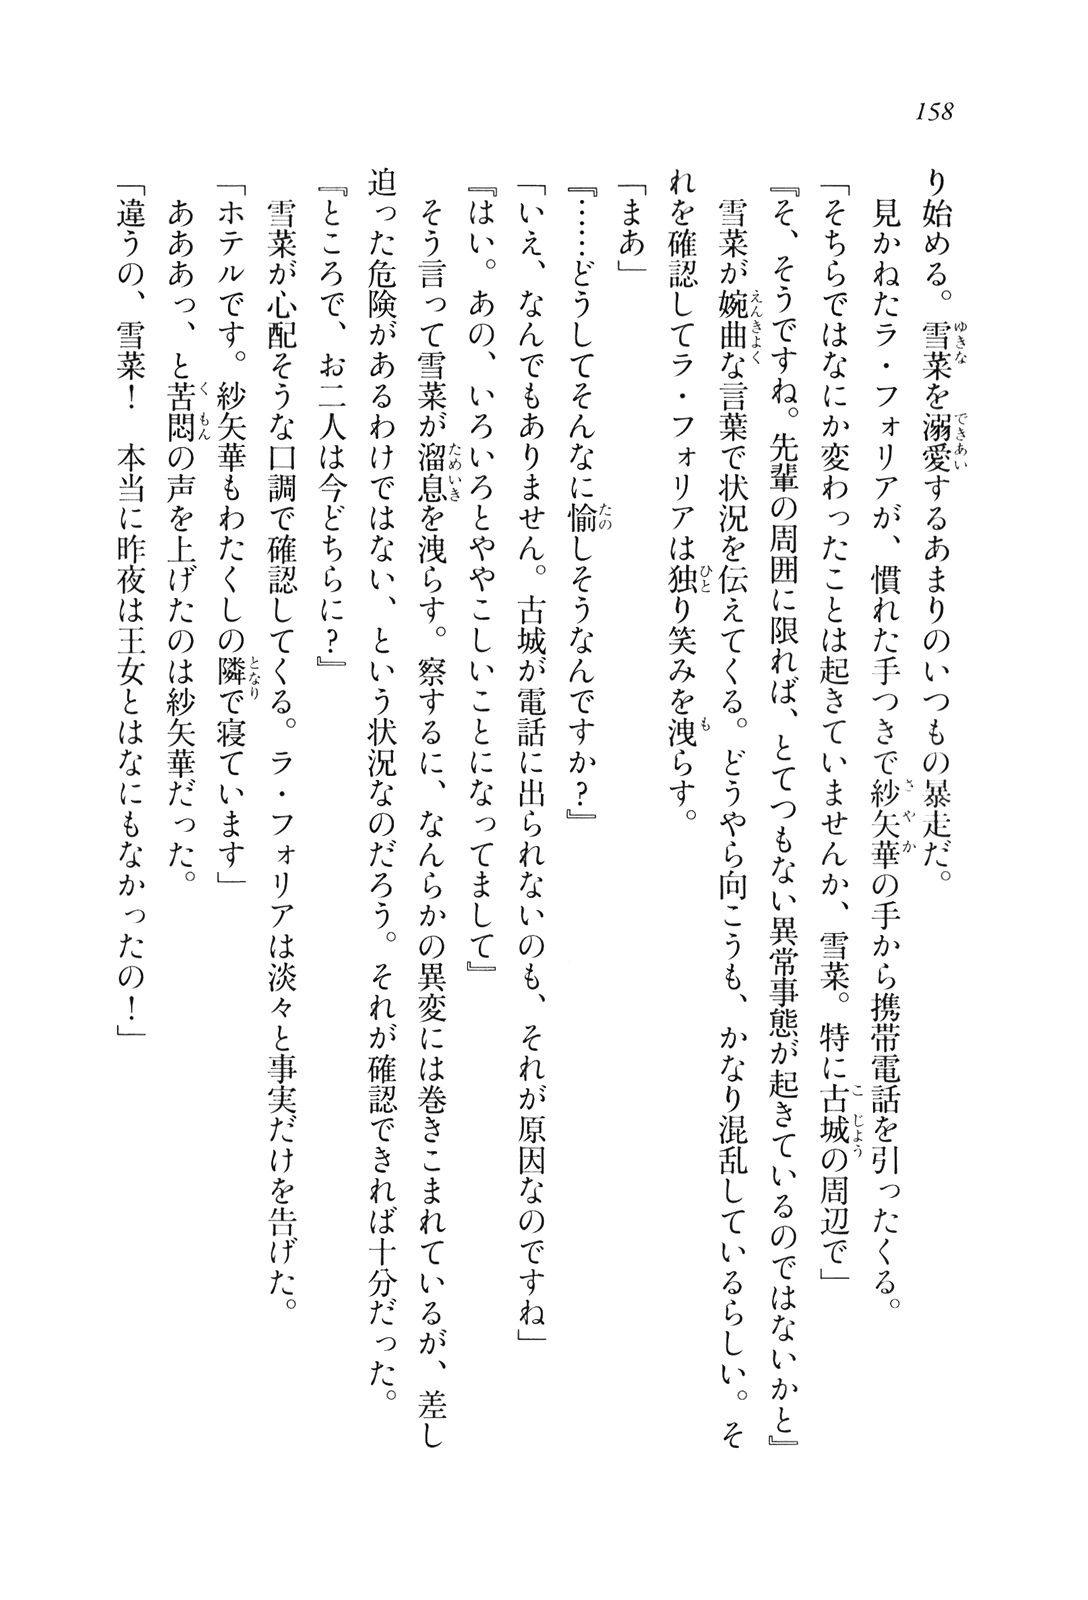 158
り始める。雪菜を溺愛するあまりのいつもの暴走だ。
　見かねたラ・フォリアが、慣れた手つきで紗矢華の手から携帯電話を引ったくる。
「そちらではなにか変わったことは起きていませんか、雪菜。特に古城の周辺で」
『そ、そうですね。先輩の周囲に限れば、とてつもない異常事態が起きているのではないかと』
　雪菜が婉曲な言葉で状況を伝えてくる。どうやら向こうも、かなり混乱しているらしい。そ
れを確認してラ・フォリアは独り笑みを洩らす。
「まあ」
『……どうしてそんなに愉しそうなんですか？』
「いえ、なんでもありません。古城が電話に出られないのも、それが原因なのですね」
『はい。あの、いろいろとややこしいことになってまして』
　そう言って雪菜が溜息を洩らす。察するに、なんらかの異変には巻きこまれているが、差し
迫った危険があるわけではない、という状況なのだろう。それが確認できれば十分だった。
『ところで、お二人は今どちらに？』
　雪菜が心配そうな口調で確認してくる。ラ・フォリアは淡々と事実だけを告げた。
「ホテルです。紗矢華もわたくしの隣で寝ています」
　あああっ、と苦悶の声を上げたのは紗矢華だった。
「違うの、雪菜！　本当に昨夜は王女とはなにもなかったの！」